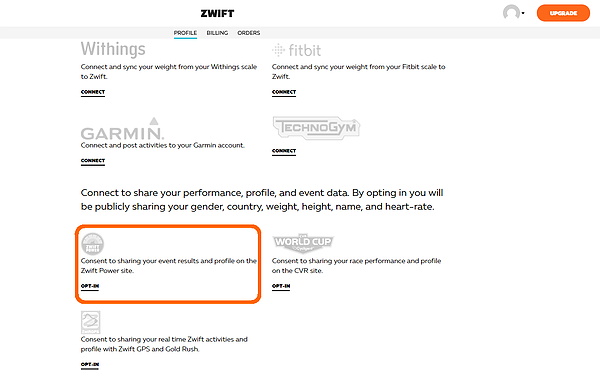 ZWIFT
UPGRADE
PROFILE BILLING ORDERS
Withings
Connect and sync your weight from your Withings scale
to Zwift.
CONNECT
fitbit
Connect and sync your weight from your Fitbit scale to
Zwift.
CONNECT
GARMIN.
Connect and post activities to your Garmin account.
CONNECT
TECHNOGYM
CONNECT
Connect to share your performance, profile, and event data. By opting in you will
be publicly sharing your gender, country, weight, height, name, and heart-rate.
ZWIFT
POWER
Consent to sharing your event results and profile on the
Zwift Power site.
OPT-IN
WORLD CUP
Consent to sharing your race performance and profile
on the CVR site.
OPT-IN
Consent to sharing your real time Zwift activities and
profile with Zwift GPS and Gold Rush.
OPT-IN